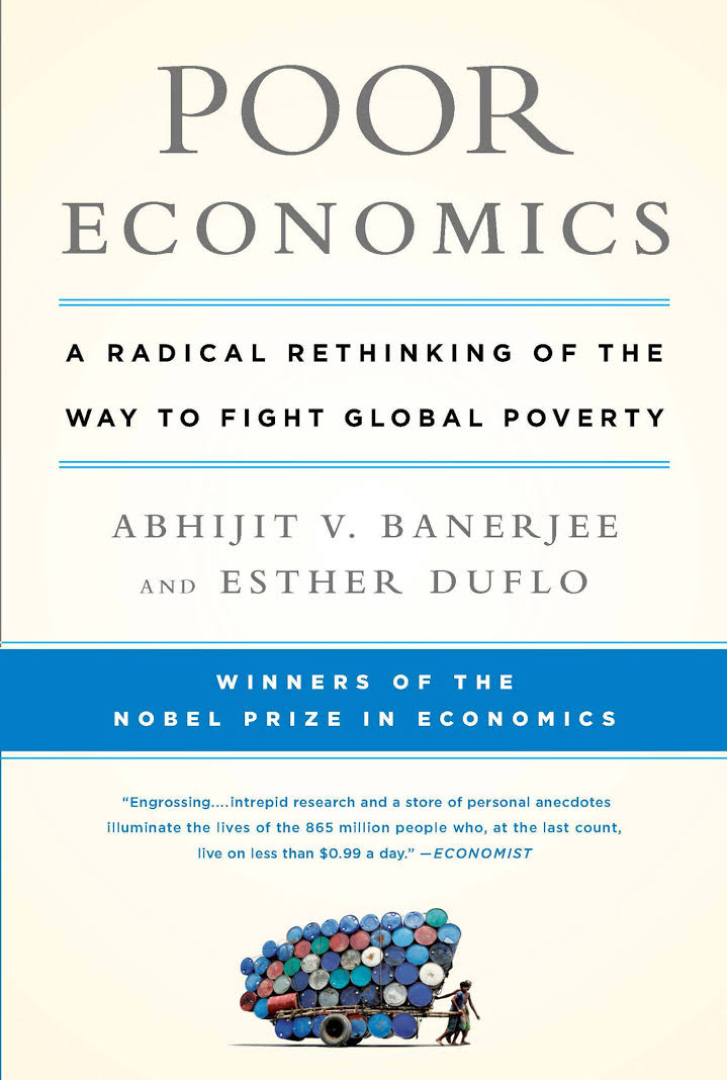 POOR
ECONOMICS
A RADICAL RETHINKING OF THE
WAY TO FIGHT GLOBAL POVERTY
ABHIJIT V. BANERJEE
AND ESTHER DUFLO
WINNERS OF THE
NOBEL PRIZE IN ECONOMICS
“Engrossing....intrepid research and a store of personal anecdotes
illuminate the lives of the 865 million people who, at the last count,
live on less than $0.99 a day.” —ECONOMIST